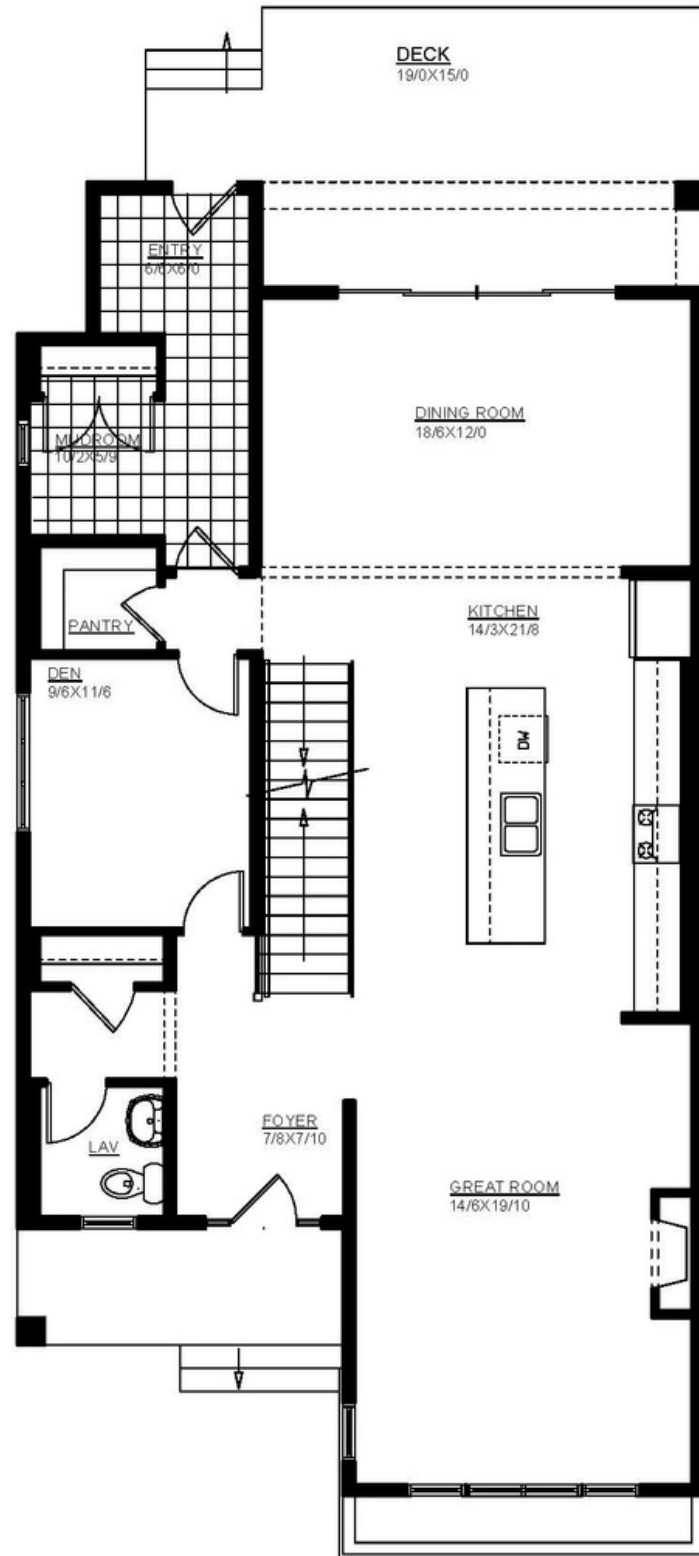 DECK
19/0X15/0
ENTRY
6/6X6/0
DINING ROOM
18/6X12/0
MUDROOM
10/2X5/9
KITCHEN
14/3X21/8
PANTRY
DEN
9/6X11/6
DW
FOYER
7/8X7/10
LAV
GREAT ROOM
14/6X19/10